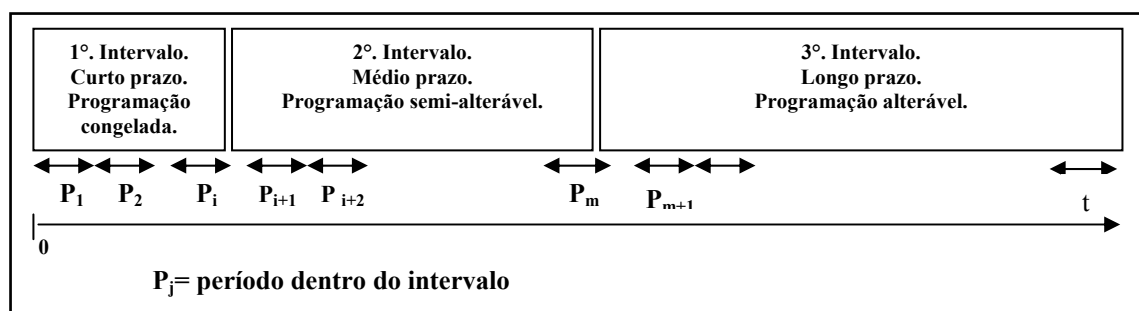 1°. Intervalo.
Curto prazo.
Programação
congelada.
2°. Intervalo.
Médio prazo.
Programação semi-alterável.
3°. Intervalo.
Longo prazo.
Programação alterável.
P1 P2 Pi Pi+1 P i+2 Pm Pm+1 t
0
Pj= período dentro do intervalo